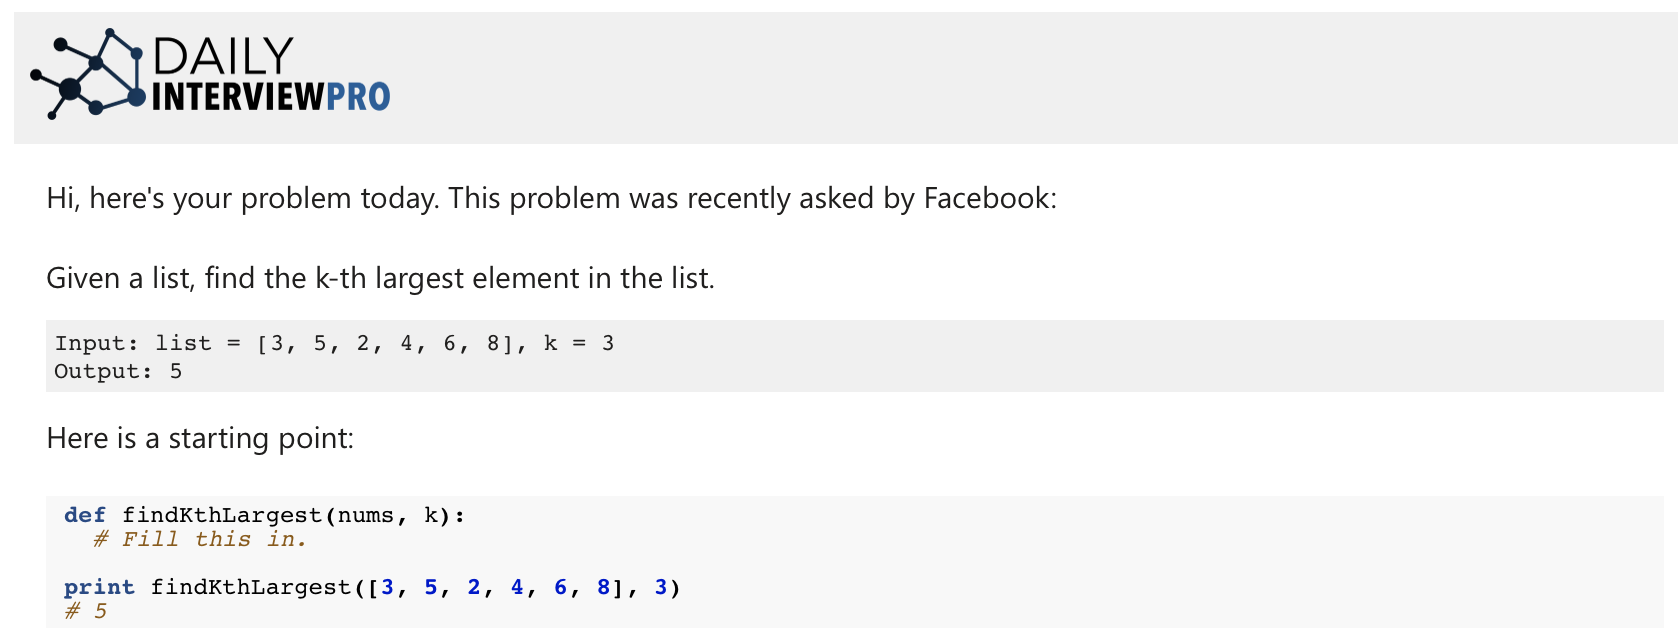 DAILY
INTERVIEWPRO
Hi, here's your problem today. This problem was recently asked by Facebook:
Given a list, find the k-th largest element in the list.
Input: list = [3, 5, 2, 4, 6, 8], k = 3
Output: 5
Here is a starting point:
def findKthLargest(nums, k):
  # Fill this in.
print findKthLargest([3, 5, 2, 4, 6, 8], 3)
# 5